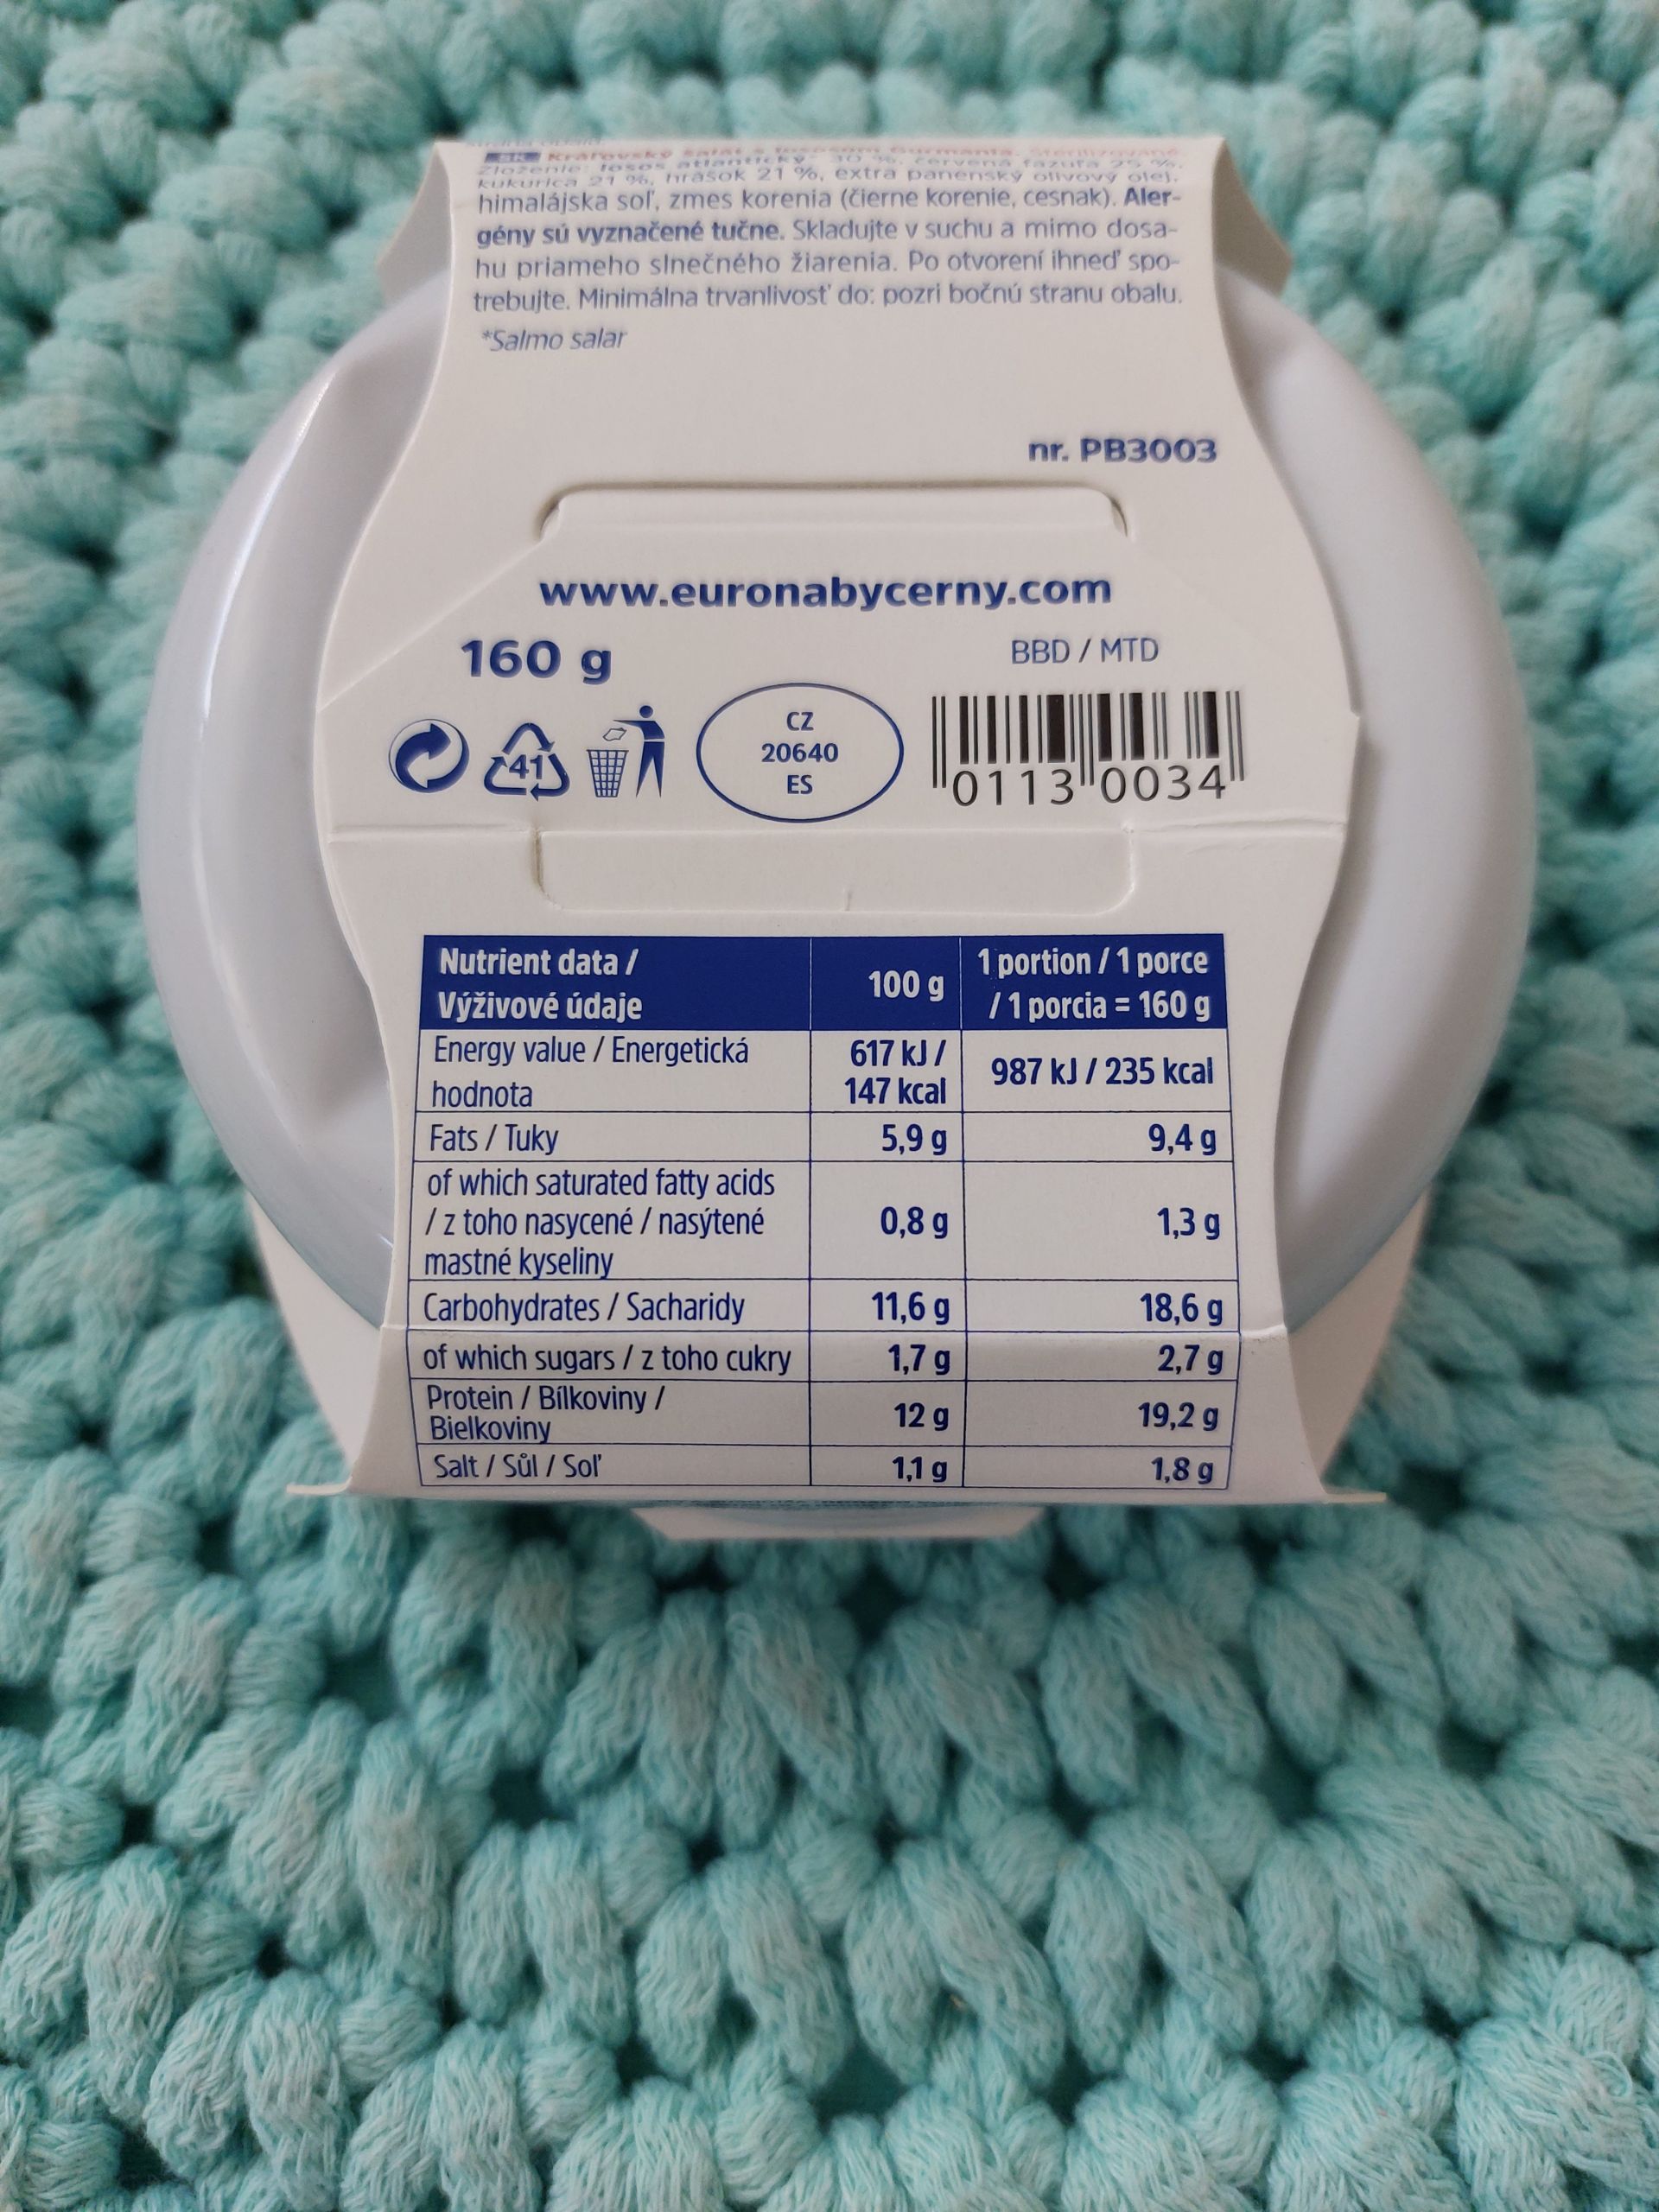 SK Kráľovský šalát s lososom Gurmánia. Sterilizované.
Zloženie: losos atlantický* 30 %, červená fazuľa 25 %,
kukurica 21 %, hrášok 21 %, extra panenský olivový olej,
himalájska soľ, zmes korenia (čierne korenie, cesnak). Aler-
gény sú vyznačené tučne. Skladujte v suchu a mimo dosa-
hu priameho slnečného žiarenia. Po otvorení ihneď spo-
trebujte. Minimálna trvanlivosť do: pozri bočnú stranu obalu.
*Salmo salar
nr. PB3003
www.euronabycerny.com
160 g
BBD / MTD
41
CZ
20640
ES
0113 0034
Nutrient data /
Výživové údaje
100 g
1 portion / 1 porce
/ 1 porcia = 160 g
Energy value / Energetická
hodnota
617 kJ /
147 kcal
987 kJ / 235 kcal
Fats / Tuky
5,9 g
9,4 g
of which saturated fatty acids
/ z toho nasycené / nasýtené
mastné kyseliny
0,8 g
1,3 g
Carbohydrates / Sacharidy
11,6 g
18,6 g
of which sugars / z toho cukry
1,7 g
2,7 g
Protein / Bílkoviny /
Bielkoviny
12 g
19,2 g
Salt / Sůl / Soľ
1,1 g
1,8 g